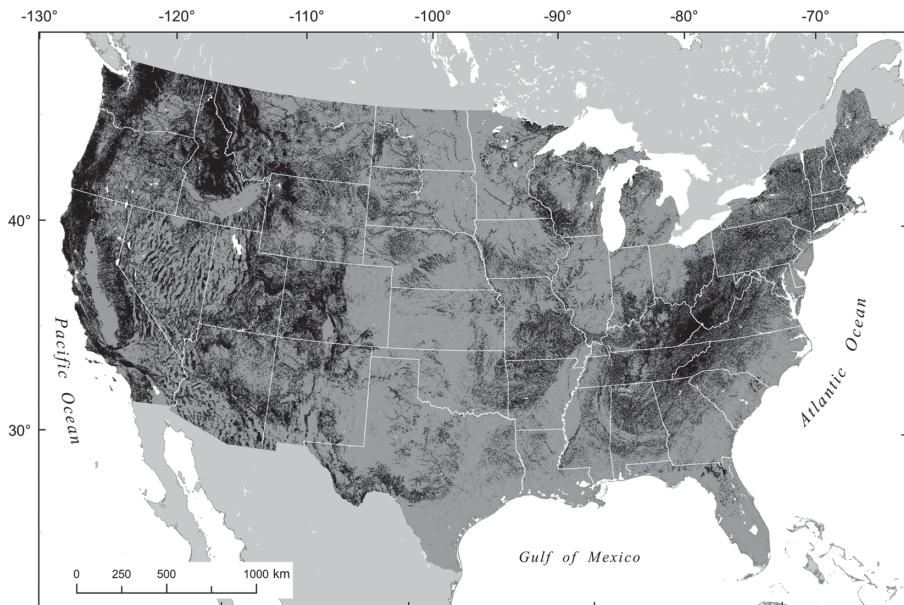 -130° -120° -110° -100° -90° -80° -70°
40°
30°
Pacific Ocean
Atlantic Ocean
Gulf of Mexico
0 250 500 1000 km